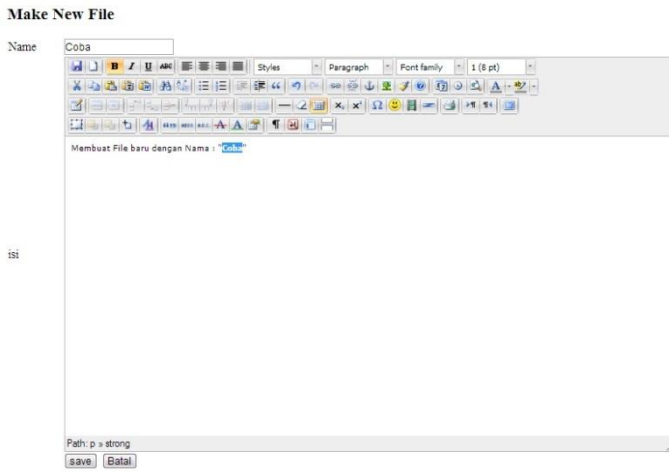 Make New File
Name
Coba
B I U ABC Styles Paragraph Font family 1 (8 pt)
Membuat File baru dengan Nama : "Coba"
isi
Path: p » strong
save Batal